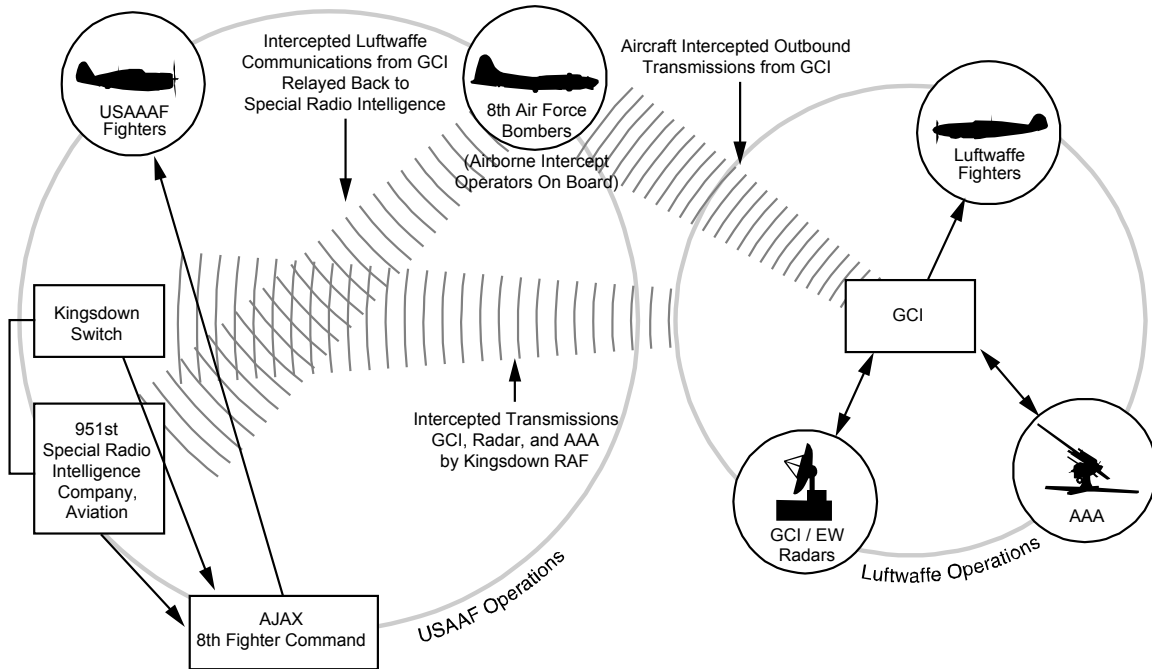 USAAAF
Fighters
Intercepted Luftwaffe
Communications from GCI
Relayed Back to
Special Radio Intelligence
8th Air Force
Bombers
(Airborne Intercept
Operators On Board)
Aircraft Intercepted Outbound
Transmissions from GCI
Luftwaffe
Fighters
Kingsdown
Switch
GCI
951st
Special Radio
Intelligence
Company,
Aviation
Intercepted Transmissions
GCI, Radar, and AAA
by Kingsdown RAF
GCI / EW
Radars
AAA
AJAX
8th Fighter Command
USAAF Operations
Luftwaffe Operations